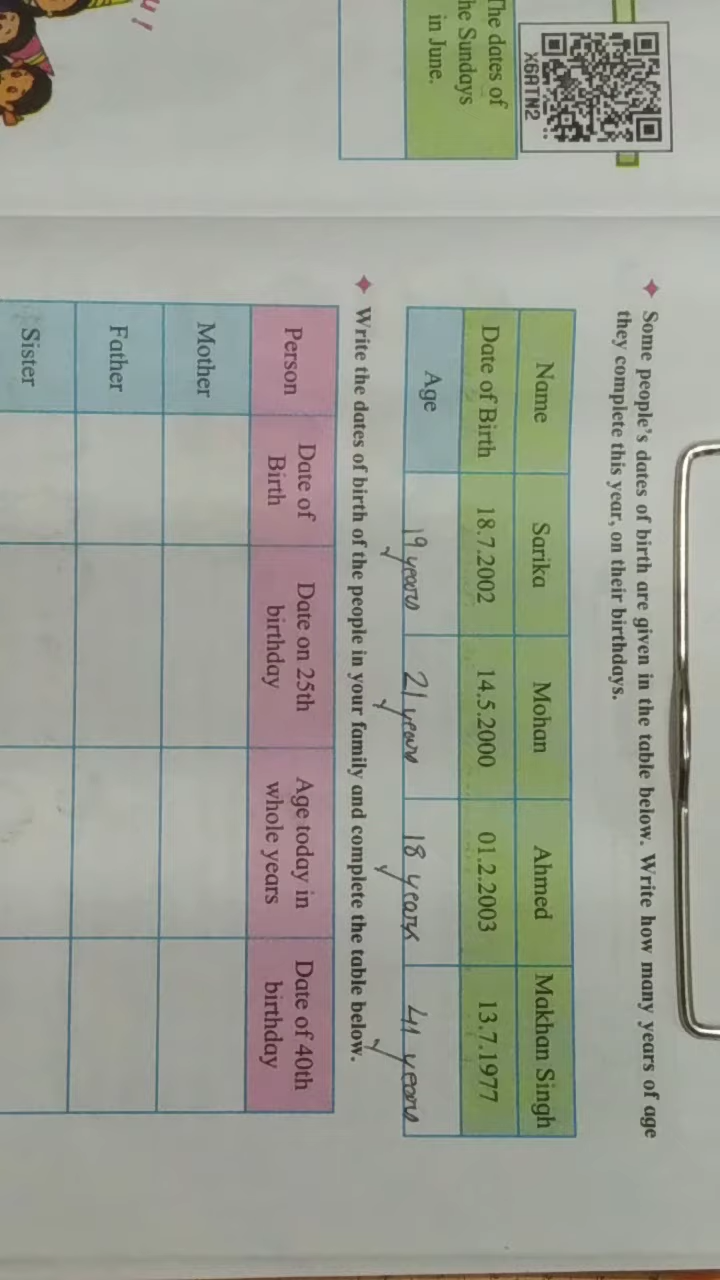 The dates of
he Sundays
in June.
X6ATN2
✦ Some people's dates of birth are given in the table below. Write how many years of age
they complete this year, on their birthdays.
Name Sarika Mohan Ahmed Makhan Singh
Date of Birth 18.7.2002 14.5.2000 01.2.2003 13.7.1977
Age 19 years 21 years 18 years 44 years
✦ Write the dates of birth of the people in your family and complete the table below.
Person Date of Birth Date on 25th birthday Age today in whole years Date of 40th birthday
Mother
Father
Sister